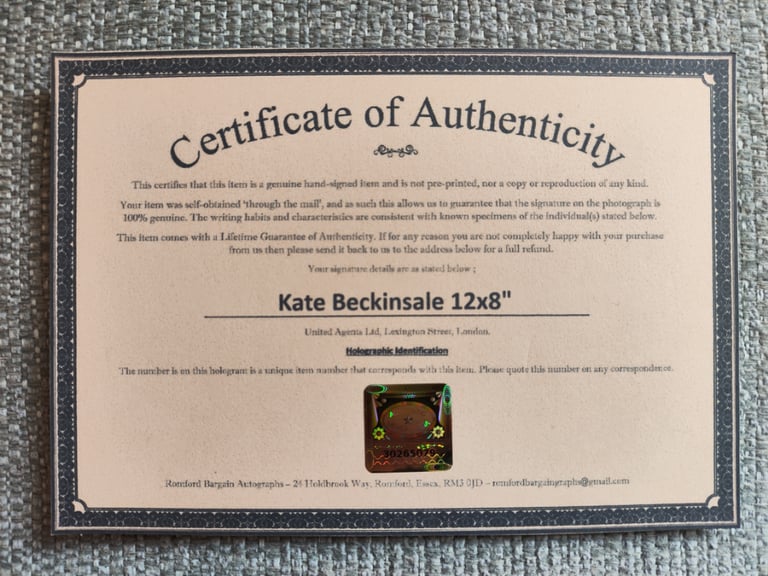 Certificate of Authenticity
This certifies that this item is a genuine hand-signed item and is not pre-printed, nor a copy or reproduction of any kind.
Your item was self-obtained 'through the mail', and as such this allows us to guarantee that the signature on the photograph is
100% genuine. The writing habits and characteristics are consistent with known specimens of the individual(s) stated below.
This item comes with a Lifetime Guarantee of Authenticity. If for any reason you are not completely happy with your purchase
from us then please send it back to us to the address below for a full refund.
Your signature details are as stated below ;
Kate Beckinsale 12x8"
United Agents Ltd, Lexington Street, London.
Holographic Identification
The number is on this hologram is a unique item number that corresponds with this item. Please quote this number on any correspondence.
Romford Bargain Autographs – 24 Holdbrook Way, Romford, Essex, RM3 0JD – romfordbargaingraphs@gmail.com